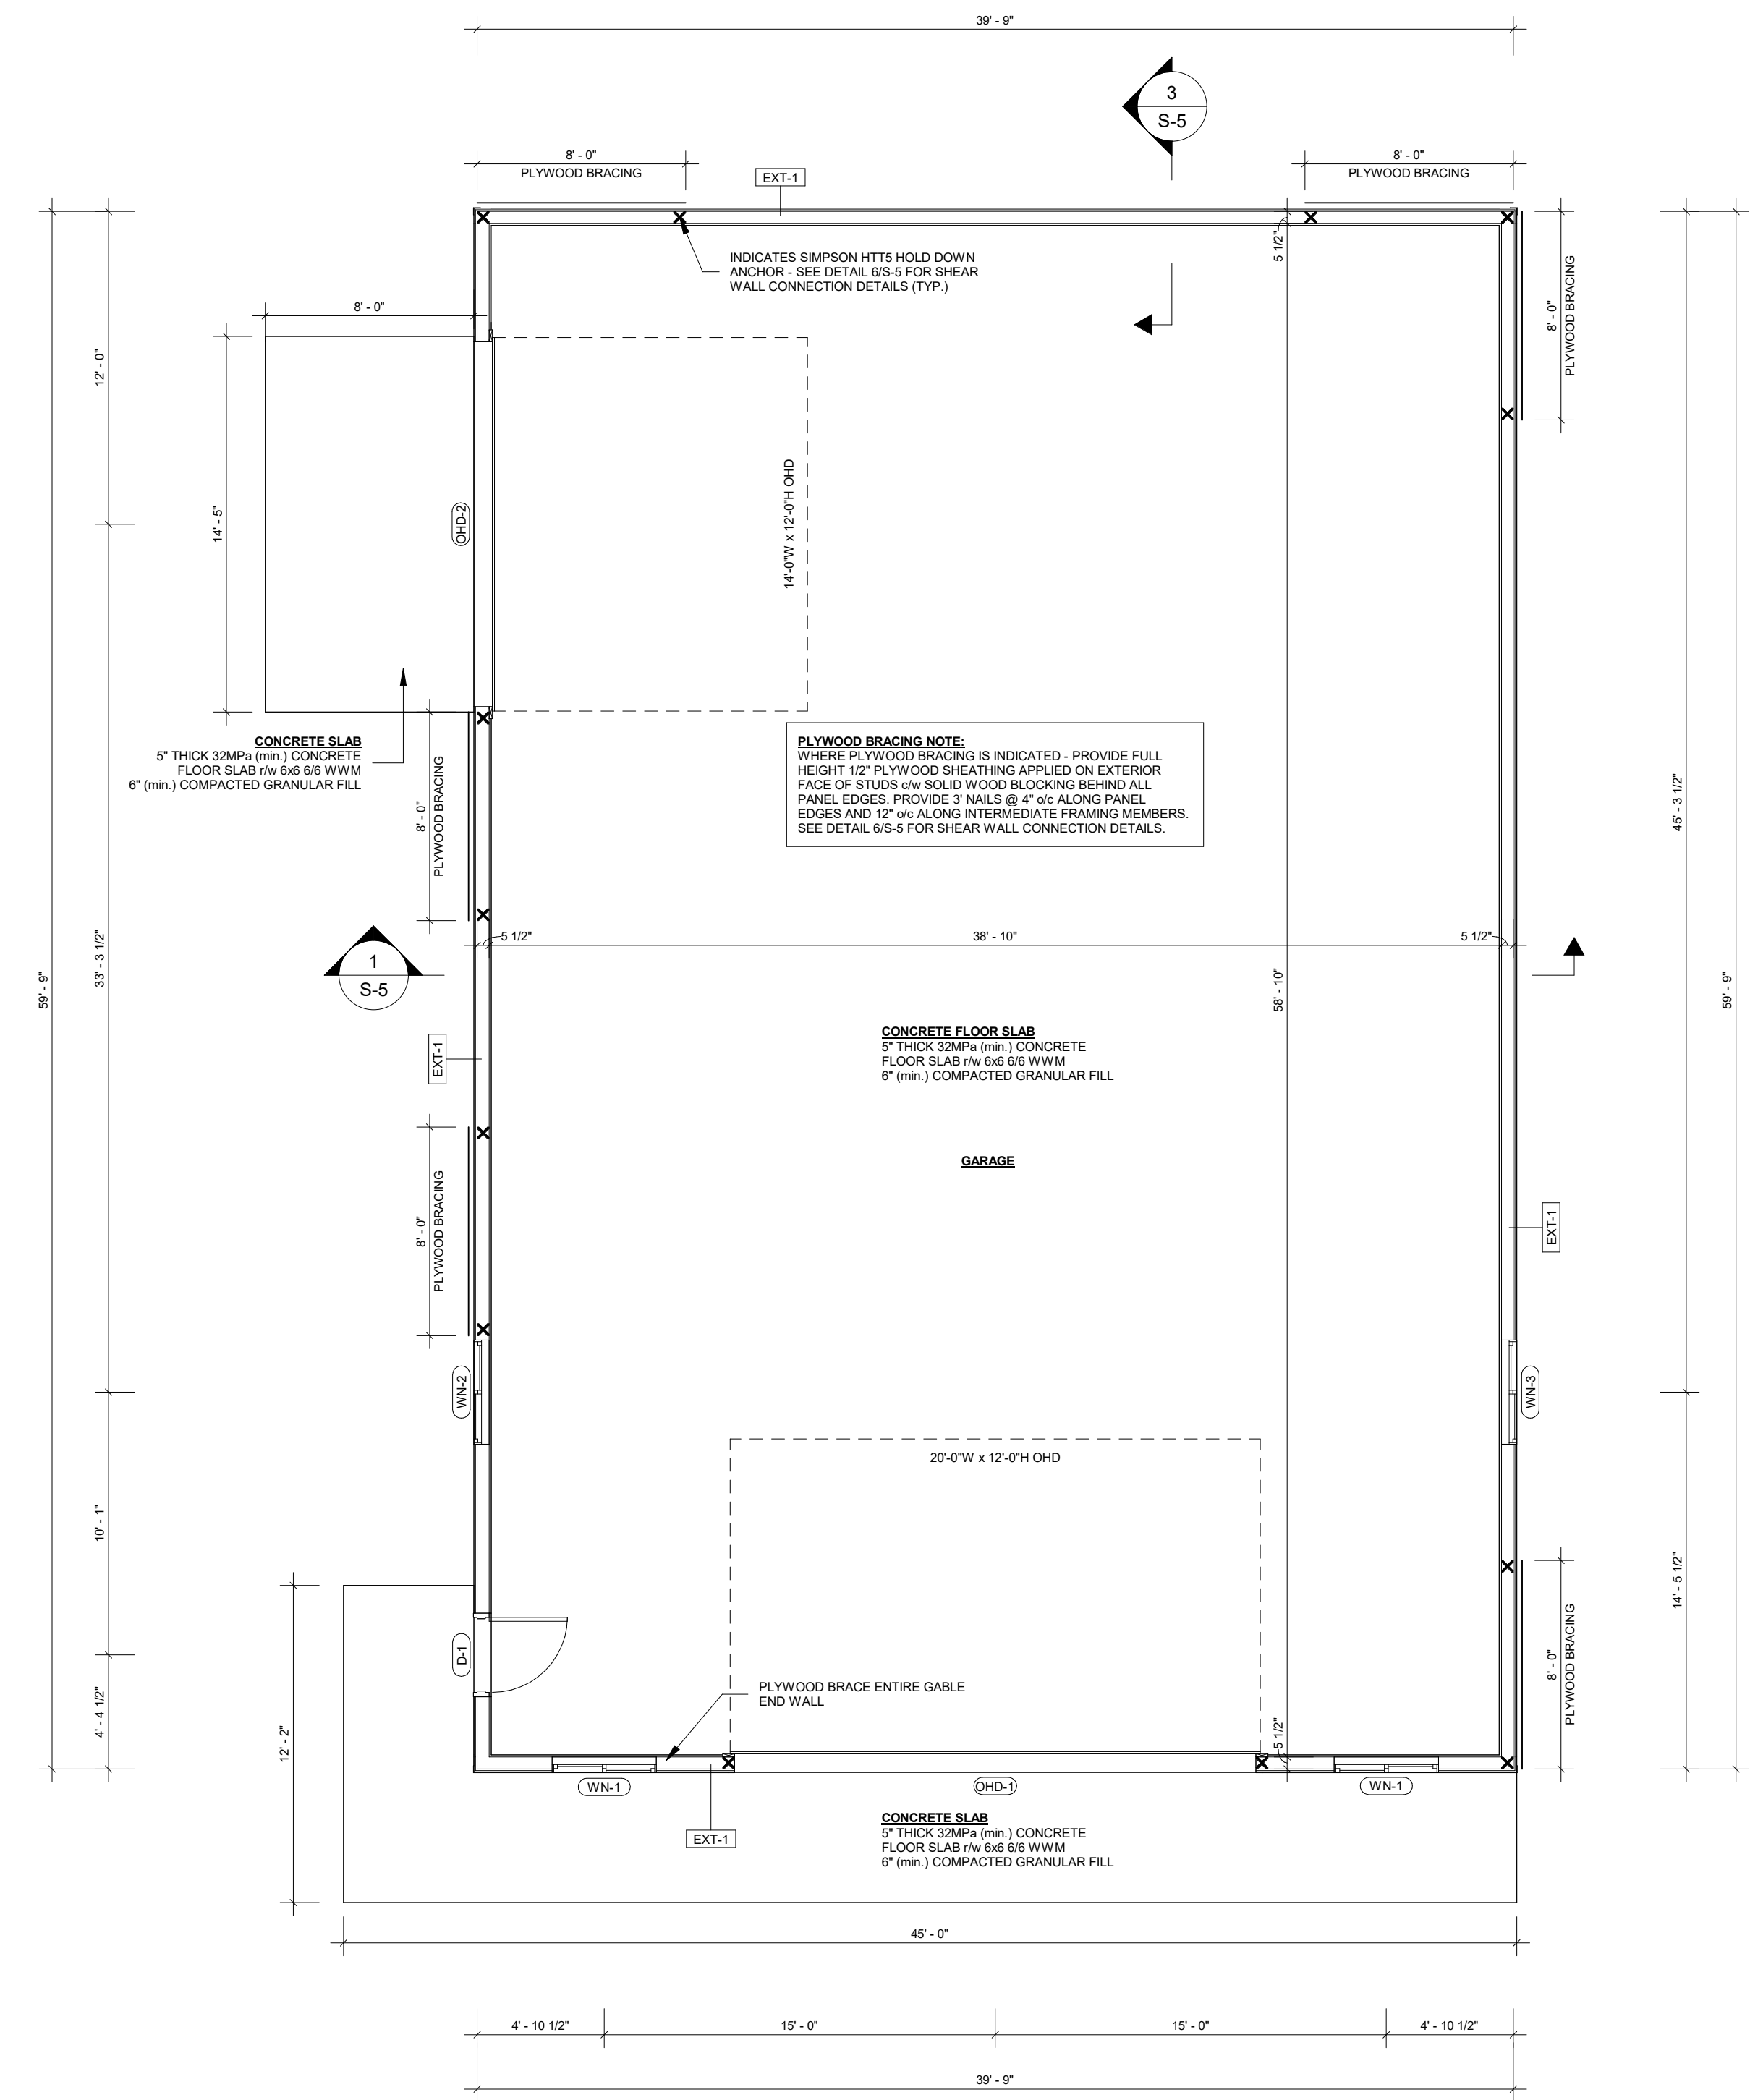 39' - 9"
3
S-5
8' - 0"
PLYWOOD BRACING
EXT-1
8' - 0"
PLYWOOD BRACING
INDICATES SIMPSON HTT5 HOLD DOWN
ANCHOR - SEE DETAIL 6/S-5 FOR SHEAR
WALL CONNECTION DETAILS (TYP.)
5 1/2"
8' - 0"
PLYWOOD BRACING
8' - 0"
12' - 0"
14' - 5"
OHD-2
14'-0"W x 12'-0"H OHD
45' - 3 1/2"
CONCRETE SLAB
5" THICK 32MPa (min.) CONCRETE
FLOOR SLAB r/w 6x6 6/6 WWM
6" (min.) COMPACTED GRANULAR FILL
8' - 0"
PLYWOOD BRACING
PLYWOOD BRACING NOTE:
WHERE PLYWOOD BRACING IS INDICATED - PROVIDE FULL
HEIGHT 1/2" PLYWOOD SHEATHING APPLIED ON EXTERIOR
FACE OF STUDS c/w SOLID WOOD BLOCKING BEHIND ALL
PANEL EDGES. PROVIDE 3' NAILS @ 4" o/c ALONG PANEL
EDGES AND 12" o/c ALONG INTERMEDIATE FRAMING MEMBERS.
SEE DETAIL 6/S-5 FOR SHEAR WALL CONNECTION DETAILS.
5 1/2"
38' - 10"
5 1/2"
1
S-5
59' - 9"
33' - 3 1/2"
58' - 10"
59' - 9"
EXT-1
CONCRETE FLOOR SLAB
5" THICK 32MPa (min.) CONCRETE
FLOOR SLAB r/w 6x6 6/6 WWM
6" (min.) COMPACTED GRANULAR FILL
GARAGE
8' - 0"
PLYWOOD BRACING
EXT-1
WN-2
WN-3
20'-0"W x 12'-0"H OHD
10' - 1"
14' - 5 1/2"
D-1
8' - 0"
PLYWOOD BRACING
PLYWOOD BRACE ENTIRE GABLE
END WALL
4' - 4 1/2"
12' - 2"
5 1/2"
WN-1
OHD-1
WN-1
EXT-1
CONCRETE SLAB
5" THICK 32MPa (min.) CONCRETE
FLOOR SLAB r/w 6x6 6/6 WWM
6" (min.) COMPACTED GRANULAR FILL
45' - 0"
4' - 10 1/2"
15' - 0"
15' - 0"
4' - 10 1/2"
39' - 9"